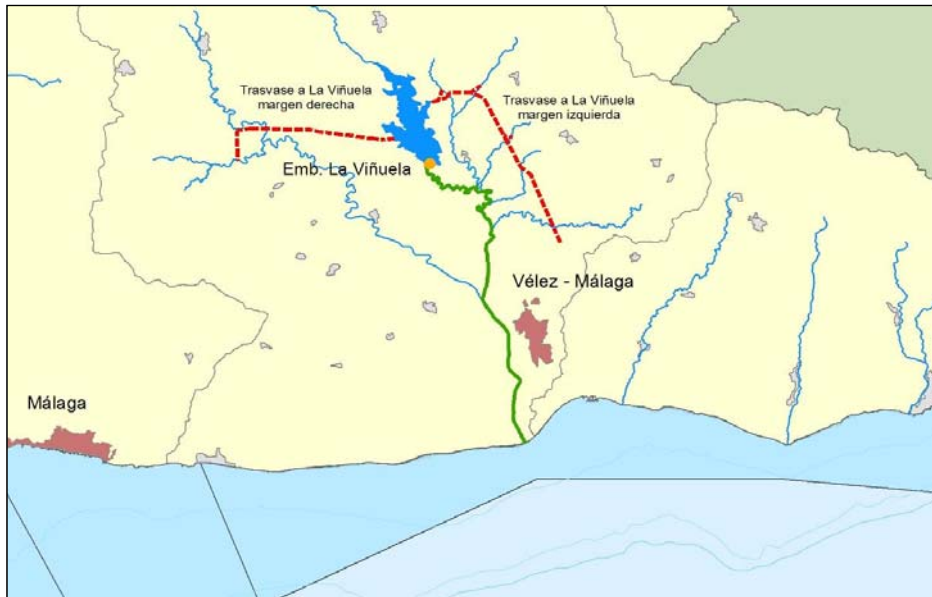 Trasvase a La Viñuela
margen derecha
Trasvase a La Viñuela
margen izquierda
Emb. La Viñuela
Vélez - Málaga
Málaga